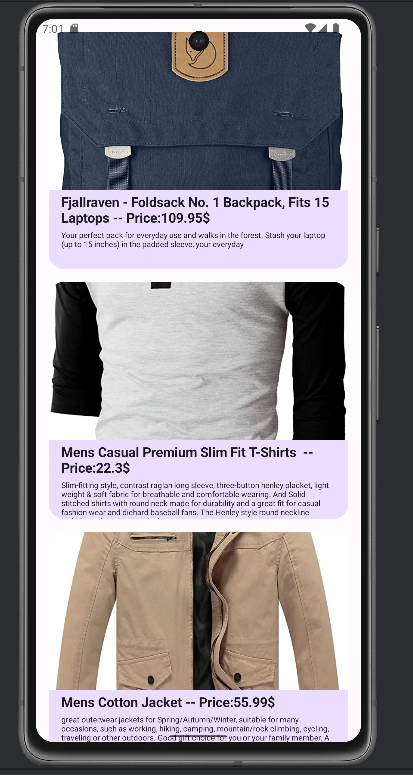 7:01
Fjallraven - Foldsack No. 1 Backpack, Fits 15
Laptops -- Price:109.95$
Your perfect pack for everyday use and walks in the forest. Stash your laptop
(up to 15 inches) in the padded sleeve, your everyday
Mens Casual Premium Slim Fit T-Shirts  --
Price:22.3$
Slim-fitting style, contrast raglan long sleeve, three-button henley placket, light
weight & soft fabric for breathable and comfortable wearing. And Solid
stitched shirts with round neck made for durability and a great fit for casual
fashion wear and diehard baseball fans. The Henley style round neckline
Mens Cotton Jacket -- Price:55.99$
great outerwear jackets for Spring/Autumn/Winter, suitable for many
occasions, such as working, hiking, camping, mountain/rock climbing, cycling,
traveling or other outdoors. Good gift choice for you or your family member. A